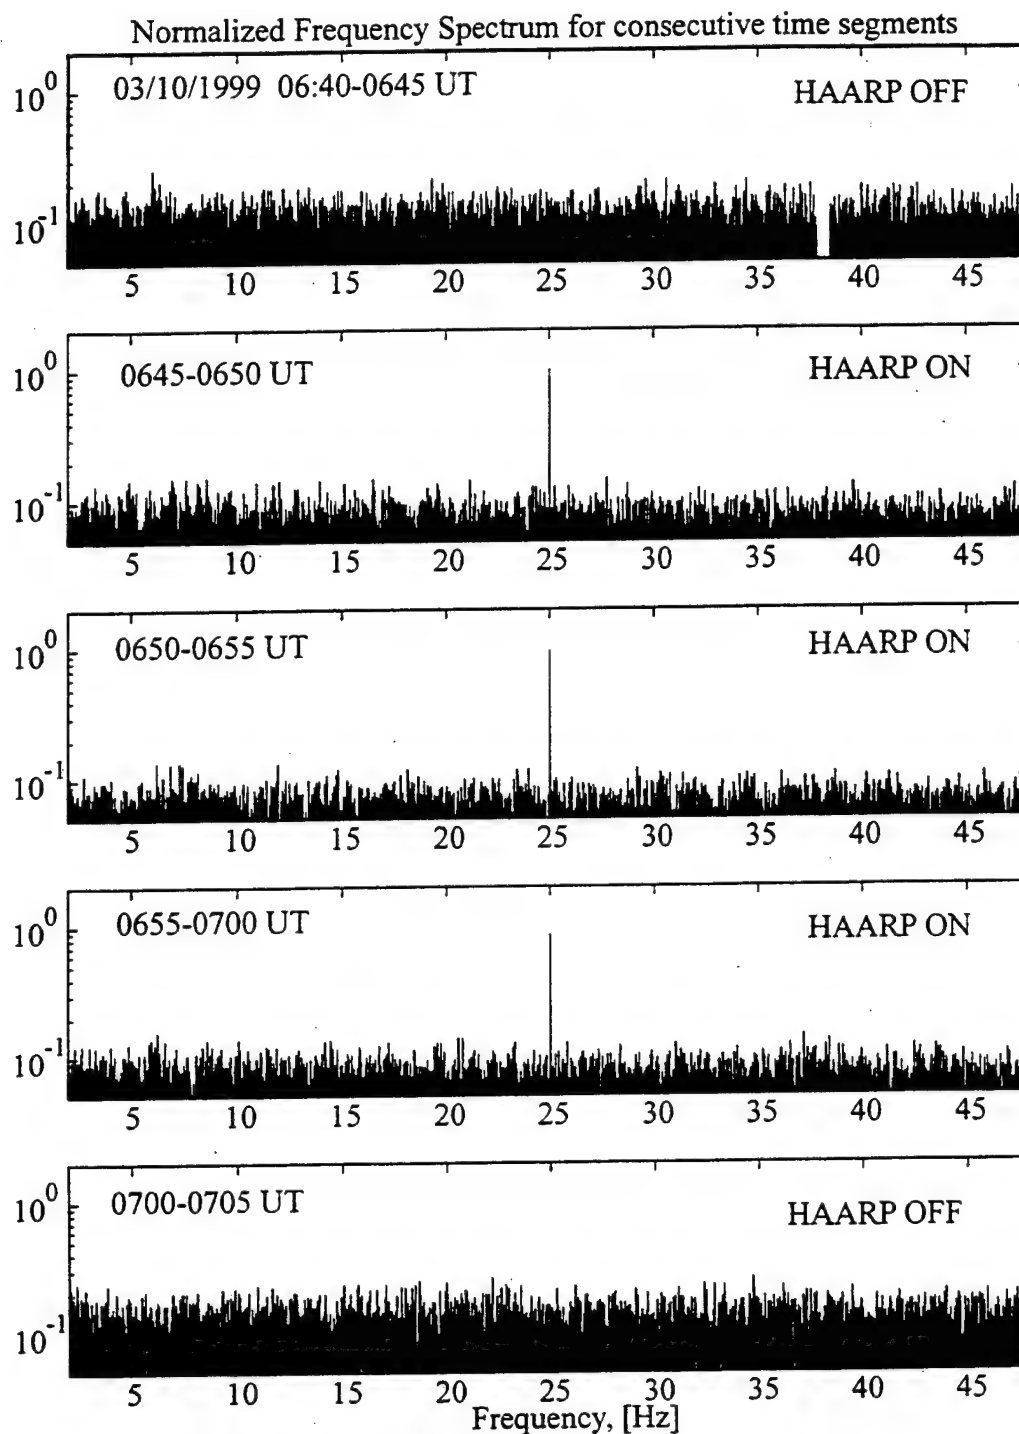 Normalized Frequency Spectrum for consecutive time segments
03/10/1999 06:40-0645 UT
HAARP OFF
10^0
10^-1
5 10 15 20 25 30 35 40 45
0645-0650 UT
HAARP ON
10^0
10^-1
5 10 15 20 25 30 35 40 45
0650-0655 UT
HAARP ON
10^0
10^-1
5 10 15 20 25 30 35 40 45
0655-0700 UT
HAARP ON
10^0
10^-1
5 10 15 20 25 30 35 40 45
0700-0705 UT
HAARP OFF
10^0
10^-1
5 10 15 20 25 30 35 40 45
Frequency, [Hz]